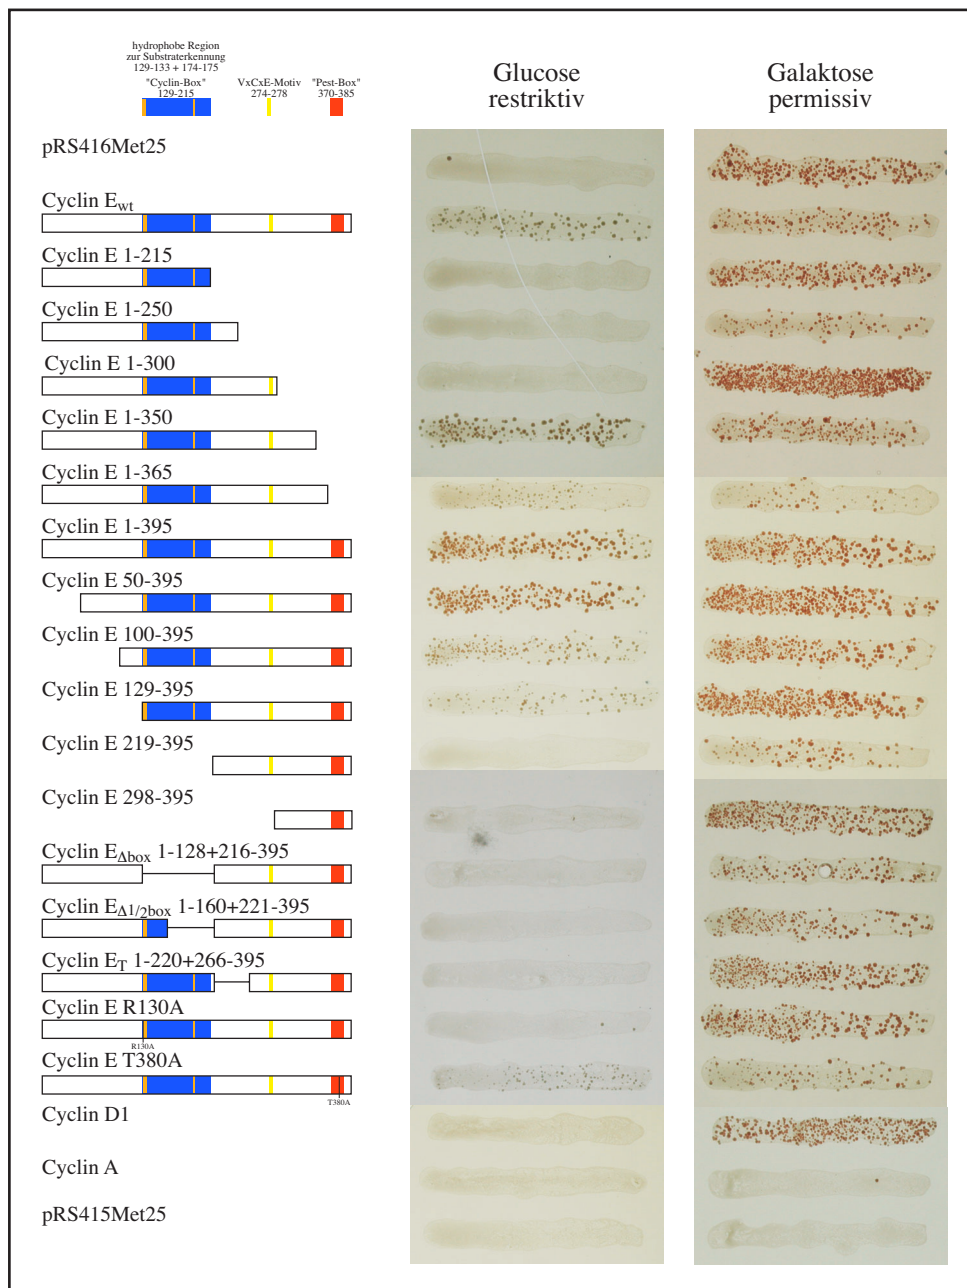 hydrophobe Region
zur Substraterkennung
129-133 + 174-175
"Cyclin-Box"
129-215
VxCxE-Motiv
274-278
"Pest-Box"
370-385
Glucose
restriktiv
Galaktose
permissiv
pRS416Met25
Cyclin Ewt
Cyclin E 1-215
Cyclin E 1-250
Cyclin E 1-300
Cyclin E 1-350
Cyclin E 1-365
Cyclin E 1-395
Cyclin E 50-395
Cyclin E 100-395
Cyclin E 129-395
Cyclin E 219-395
Cyclin E 298-395
Cyclin EΔbox 1-128+216-395
Cyclin EΔ1/2box 1-160+221-395
Cyclin ET 1-220+266-395
Cyclin E R130A
R130A
Cyclin E T380A
T380A
Cyclin D1
Cyclin A
pRS415Met25